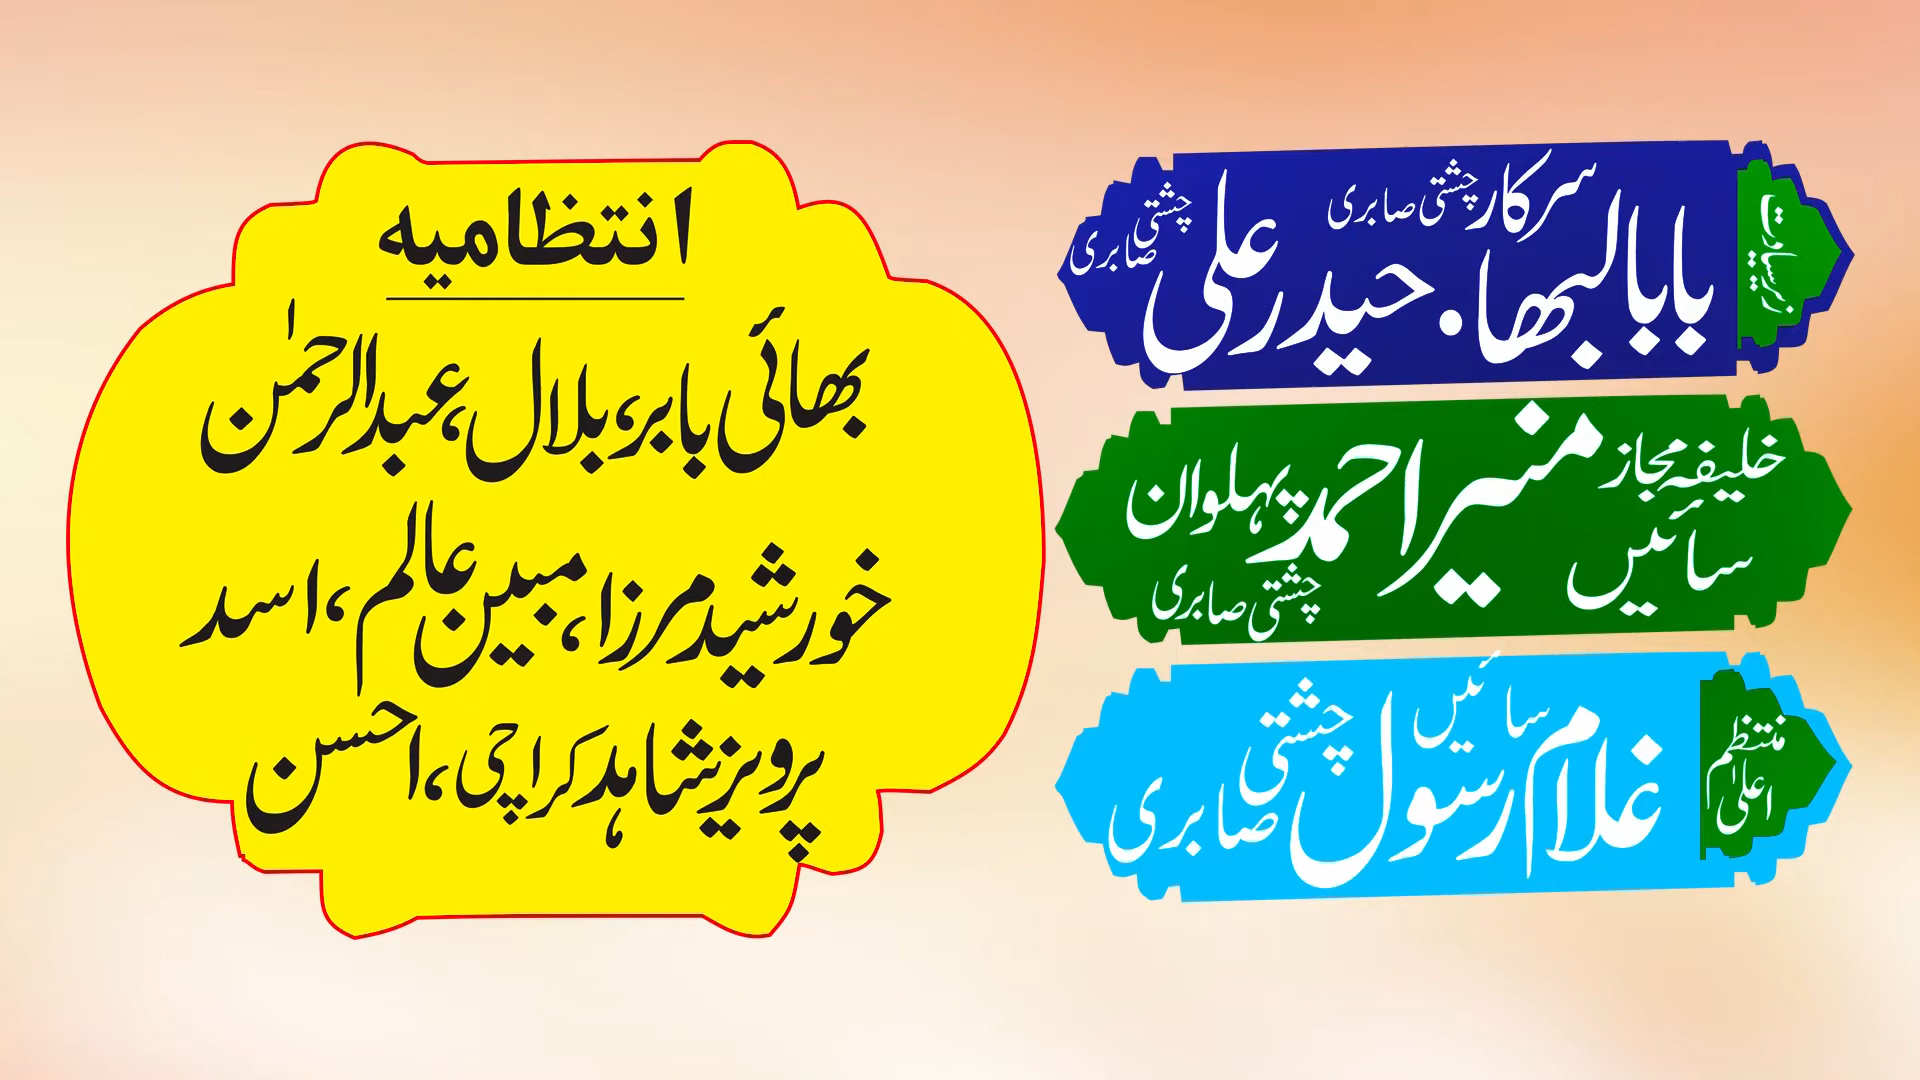 زیر سیادت
بابا لبھا سرکار چشتی صابری . حیدر علی چشتی صابری
خلیفہ مجاز
سائیں منیر احمد پہلوان
چشتی صابری
منتظم اعلیٰ
سائیں غلام رسول چشتی صابری
انتظامیہ
بھائی بابر، بلال، عبدالرحمٰن
خورشید مرزا، مبین عالم، اسد
پرویز شاہد کراچی، احسن